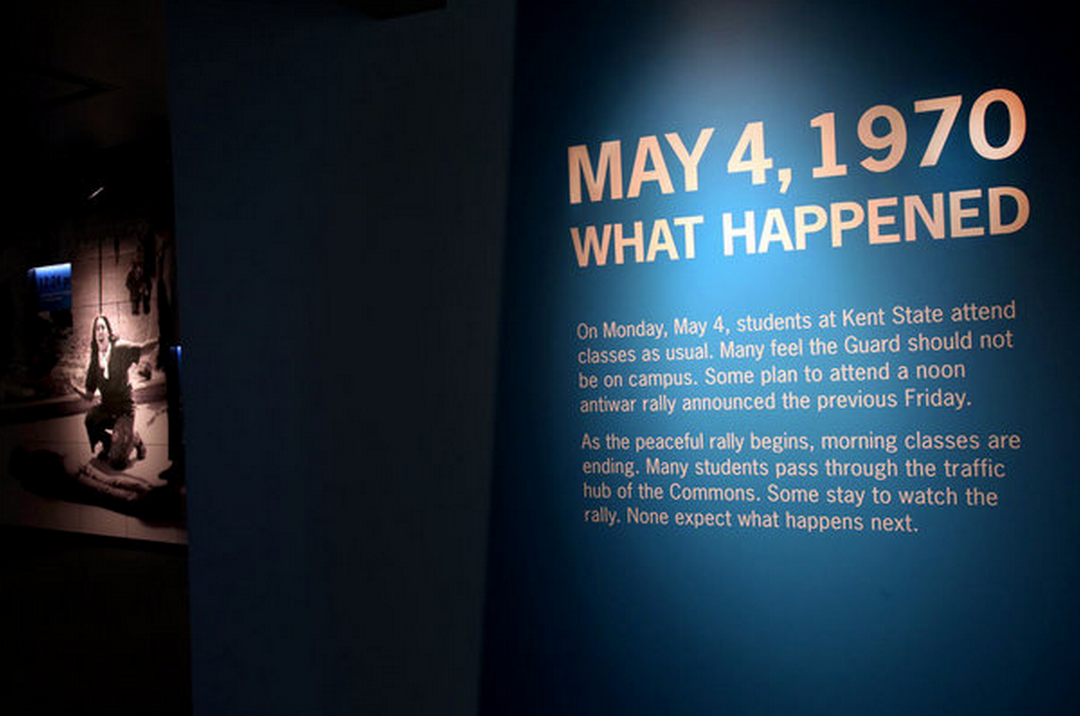 MAY 4, 1970
WHAT HAPPENED
On Monday, May 4, students at Kent State attend
classes as usual. Many feel the Guard should not
be on campus. Some plan to attend a noon
antiwar rally announced the previous Friday.
As the peaceful rally begins, morning classes are
ending. Many students pass through the traffic
hub of the Commons. Some stay to watch the
rally. None expect what happens next.